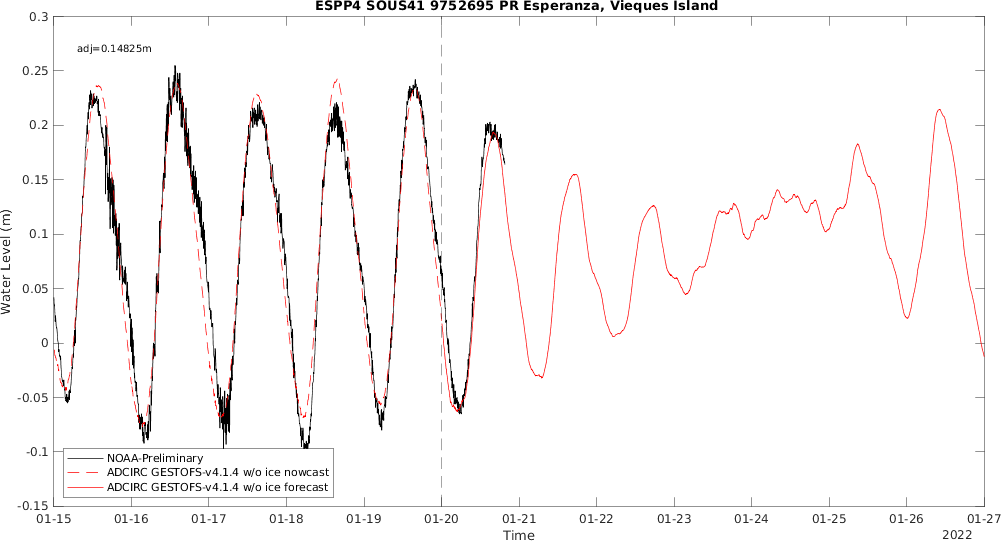 ESPP4 SOUS41 9752695 PR Esperanza, Vieques Island
adj=0.14825m
Water Level (m)
0.3
0.25
0.2
0.15
0.1
0.05
0
-0.05
-0.1
-0.15
NOAA-Preliminary
ADCIRC GESTOFS-v4.1.4 w/o ice nowcast
ADCIRC GESTOFS-v4.1.4 w/o ice forecast
01-15 01-16 01-17 01-18 01-19 01-20 01-21 01-22 01-23 01-24 01-25 01-26 01-27
Time
2022